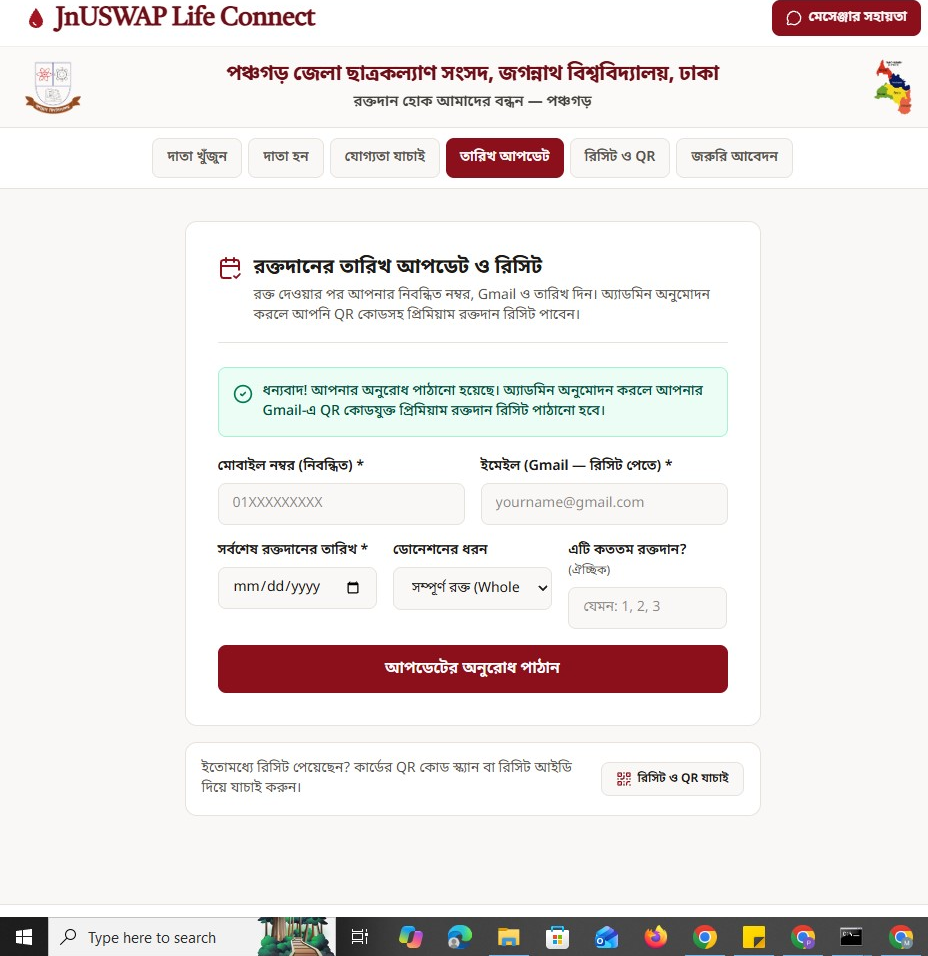 JnUSWAP Life Connect
মেসেঞ্জার সহায়তা
পঞ্চগড় জেলা ছাত্রকল্যাণ সংসদ, জগন্নাথ বিশ্ববিদ্যালয়, ঢাকা
রক্তদান হোক আমাদের বন্ধন — পঞ্চগড়
দাতা খুঁজুন
দাতা হন
যোগ্যতা যাচাই
তারিখ আপডেট
রিসিট ও QR
জরুরি আবেদন
রক্তদানের তারিখ আপডেট ও রিসিট
রক্ত দেওয়ার পর আপনার নিবন্ধিত নম্বর, Gmail ও তারিখ দিন। অ্যাডমিন অনুমোদন
করলে আপনি QR কোডসহ প্রিমিয়াম রক্তদান রিসিট পাবেন।
ধন্যবাদ! আপনার অনুরোধ পাঠানো হয়েছে। অ্যাডমিন অনুমোদন করলে আপনার
Gmail-এ QR কোডযুক্ত প্রিমিয়াম রক্তদান রিসিট পাঠানো হবে।
মোবাইল নম্বর (নিবন্ধিত) *
ইমেইল (Gmail — রিসিট পেতে) *
01XXXXXXXXX
yourname@gmail.com
সর্বশেষ রক্তদানের তারিখ *
ডোনেশনের ধরন
এটি কততম রক্তদান?
(ঐচ্ছিক)
mm/dd/yyyy
সম্পূর্ণ রক্ত (Whole
যেমন: 1, 2, 3
আপডেটের অনুরোধ পাঠান
ইতোমধ্যে রিসিট পেয়েছেন? কার্ডের QR কোড স্ক্যান বা রিসিট আইডি
দিয়ে যাচাই করুন।
রিসিট ও QR যাচাই
Type here to search